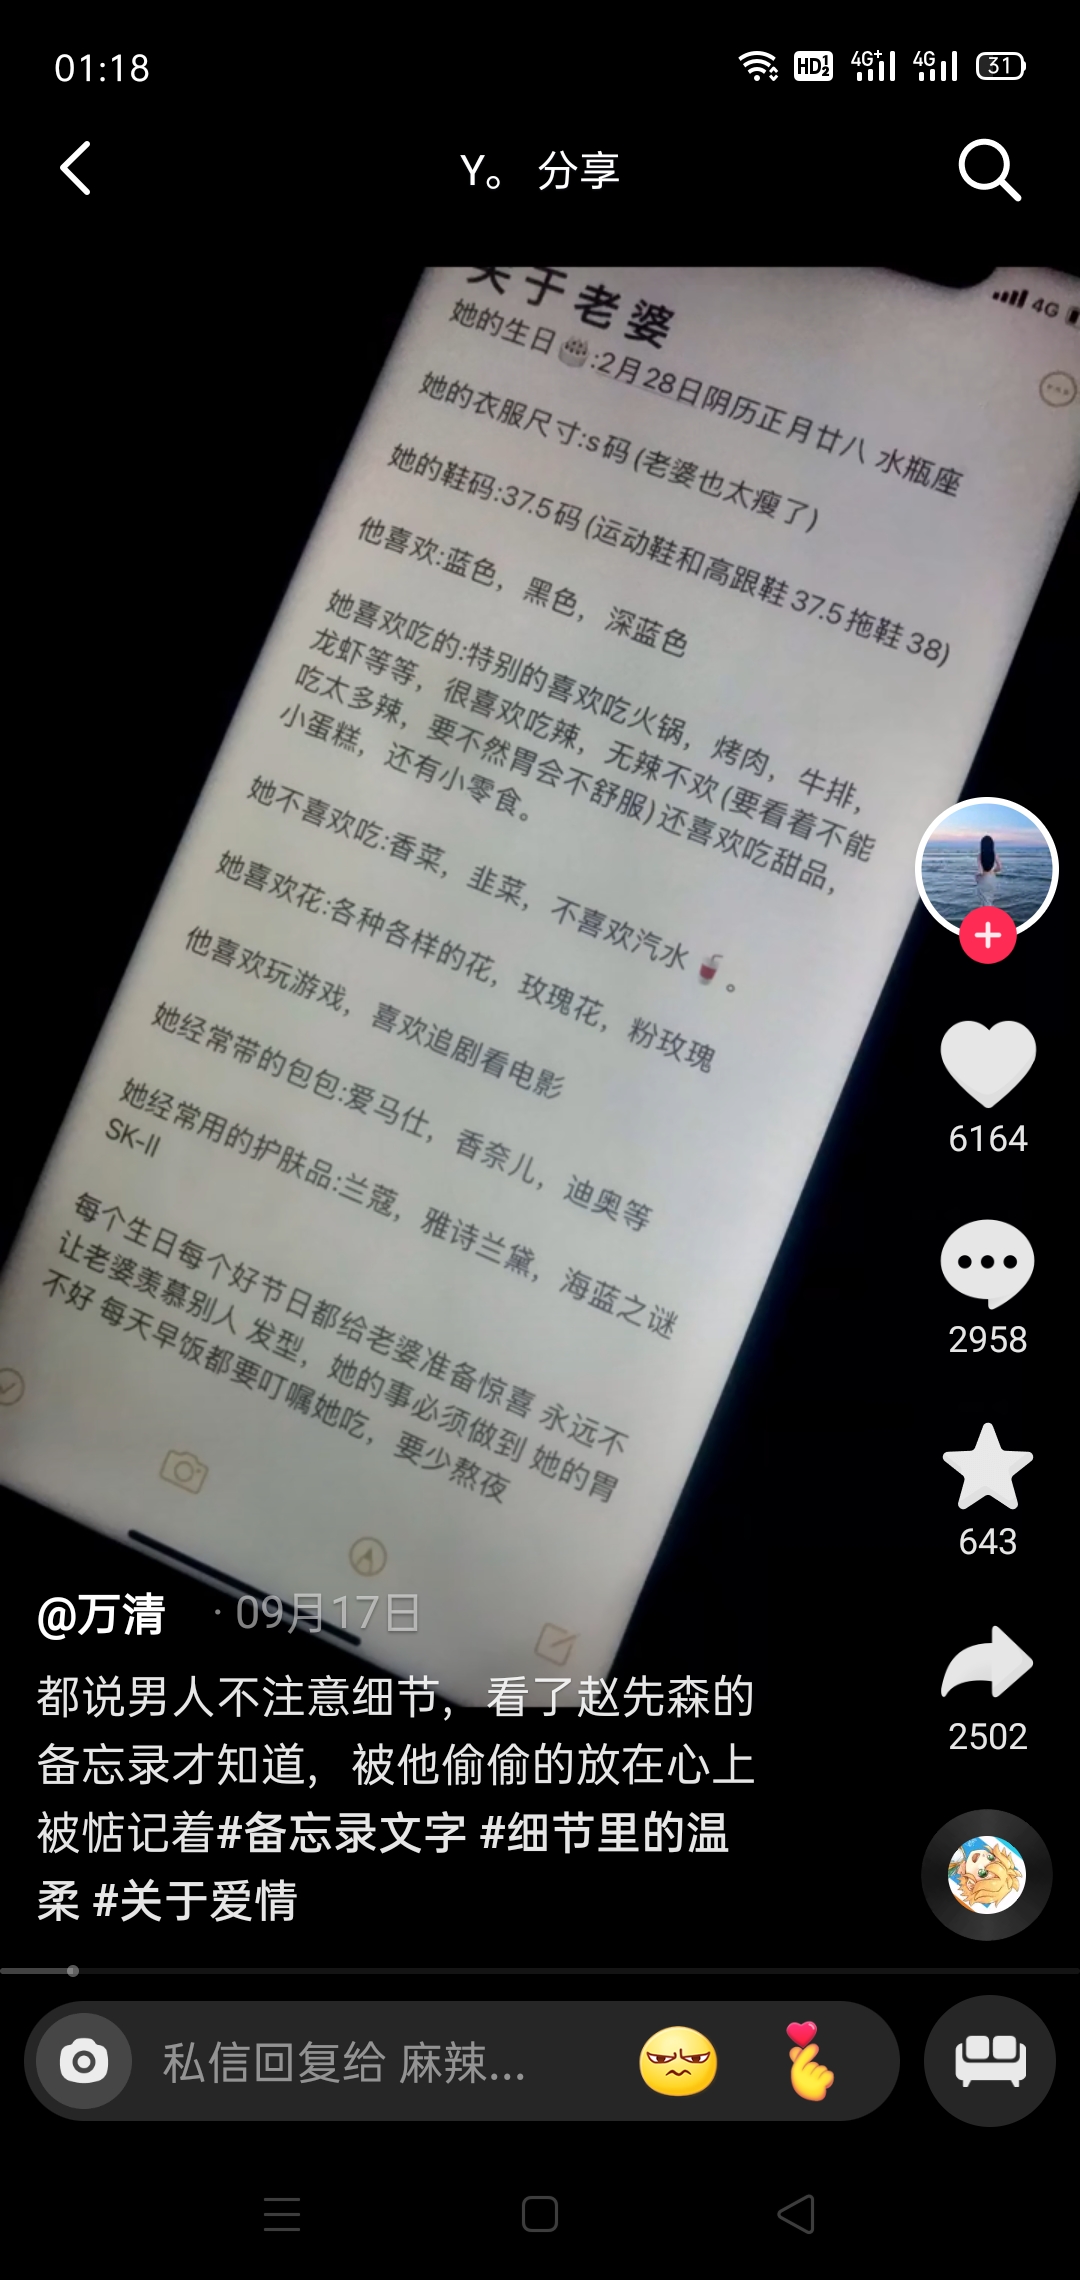 01:18
HD 1 2 4G+ 4G 31
Y。 分享
4G
关于老婆
她的生日🎂:2月28日阴历正月廿八 水瓶座
她的衣服尺寸:s码(老婆也太瘦了)
她的鞋码:37.5码(运动鞋和高跟鞋37.5拖鞋38)
他喜欢:蓝色，黑色，深蓝色
她喜欢吃的:特别的喜欢吃火锅，烤肉，牛排，
龙虾等等，很喜欢吃辣，无辣不欢(要看着不能
吃太多辣，要不然胃会不舒服)还喜欢吃甜品，
小蛋糕，还有小零食。
她不喜欢吃:香菜，韭菜，不喜欢汽水🥤。
她喜欢花:各种各样的花，玫瑰花，粉玫瑰
他喜欢玩游戏，喜欢追剧看电影
她经常带的包包:爱马仕，香奈儿，迪奥等
她经常用的护肤品:兰蔻，雅诗兰黛，海蓝之谜
SK-II
每个生日每个好节日都给老婆准备惊喜 永远不
让老婆羡慕别人 发型，她的事必须做到 她的胃
不好 每天早饭都要叮嘱她吃，要少熬夜
6164
2958
643
2502
@万清 · 09月17日
都说男人不注意细节，看了赵先森的
备忘录才知道，被他偷偷的放在心上
被惦记着#备忘录文字 #细节里的温
柔 #关于爱情
私信回复给 麻辣...